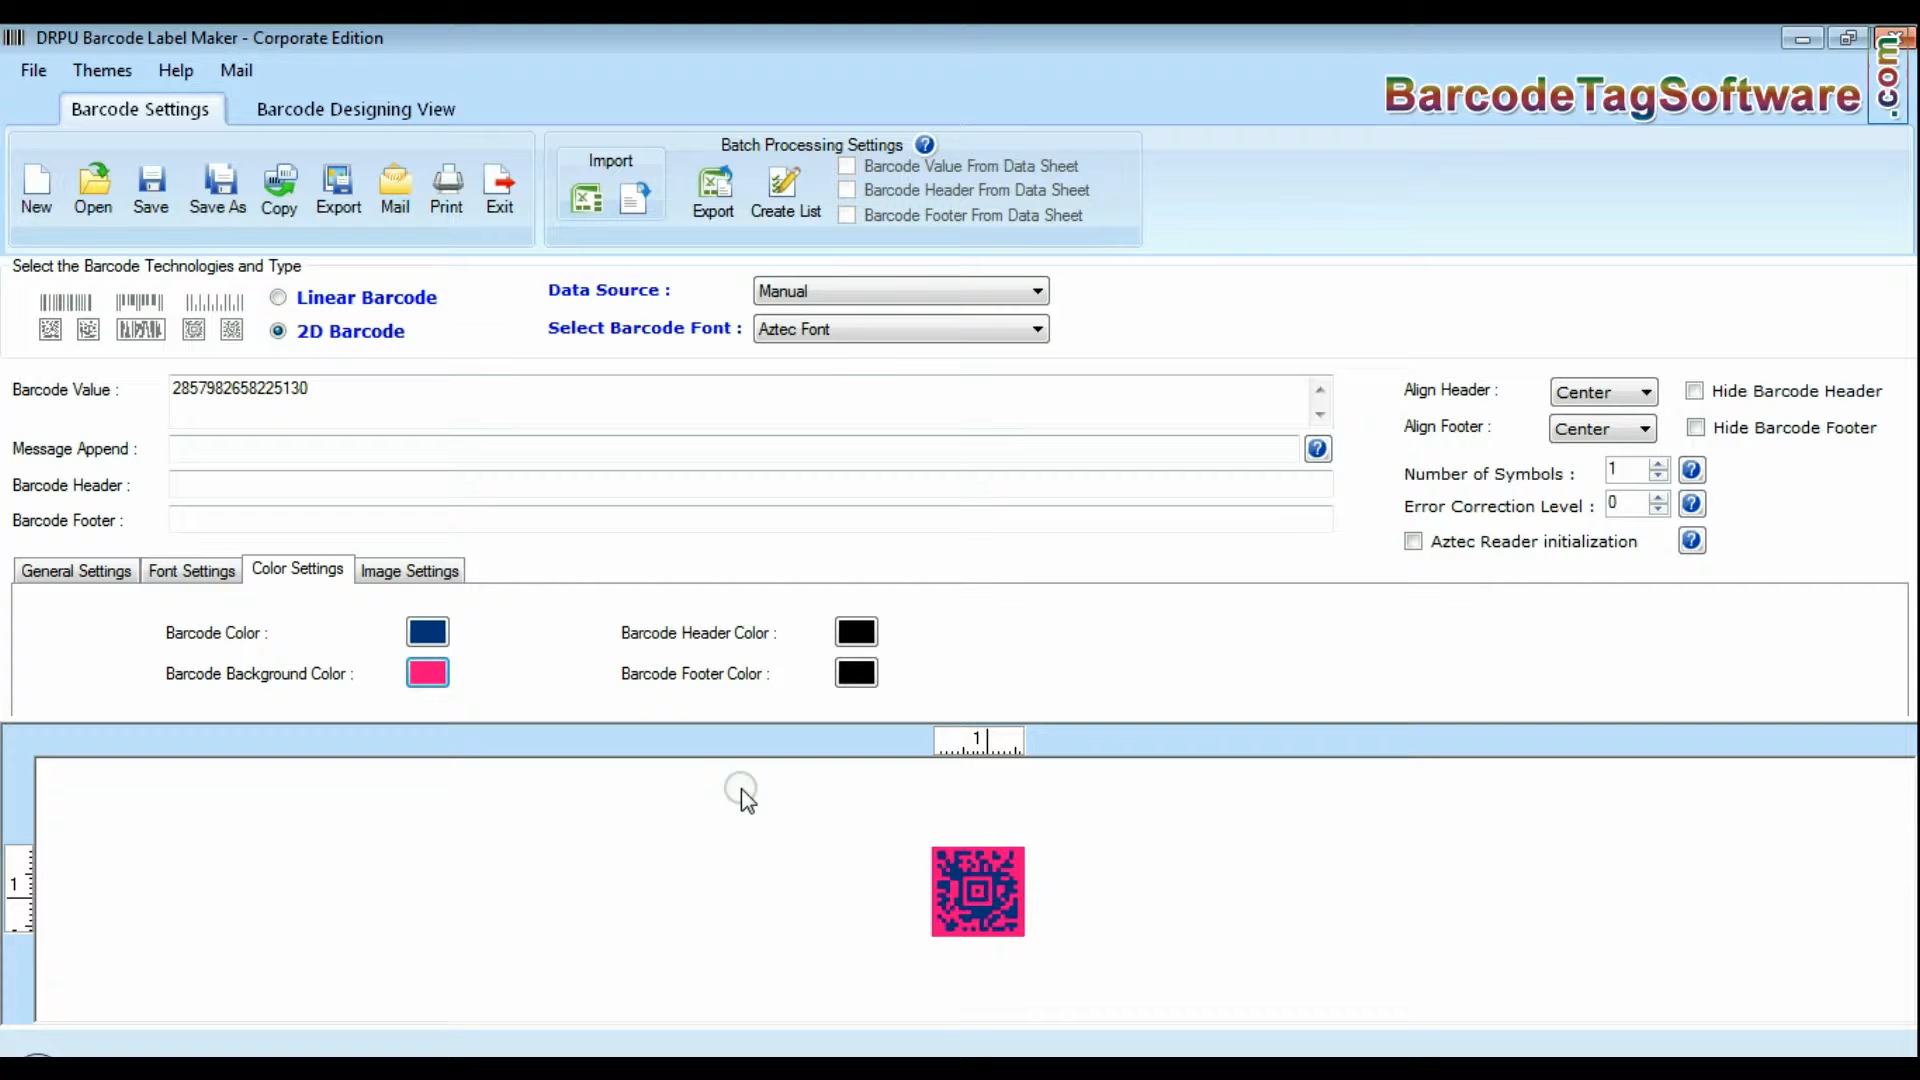 DRPU Barcode Label Maker - Corporate Edition
File Themes Help Mail
BarcodeTagSoftware.com
Barcode Settings Barcode Designing View
New Open Save Save As Copy Export Mail Print Exit
Import
Batch Processing Settings ?
Export Create List
Barcode Value From Data Sheet
Barcode Header From Data Sheet
Barcode Footer From Data Sheet
Select the Barcode Technologies and Type
Linear Barcode
2D Barcode
Data Source : Manual
Select Barcode Font : Aztec Font
Barcode Value : 2857982658225130
Message Append : ?
Barcode Header :
Barcode Footer :
Align Header : Center Hide Barcode Header
Align Footer : Center Hide Barcode Footer
Number of Symbols : 1 ?
Error Correction Level : 0 ?
Aztec Reader initialization ?
General Settings Font Settings Color Settings Image Settings
Barcode Color : Barcode Header Color :
Barcode Background Color : Barcode Footer Color :
1
1